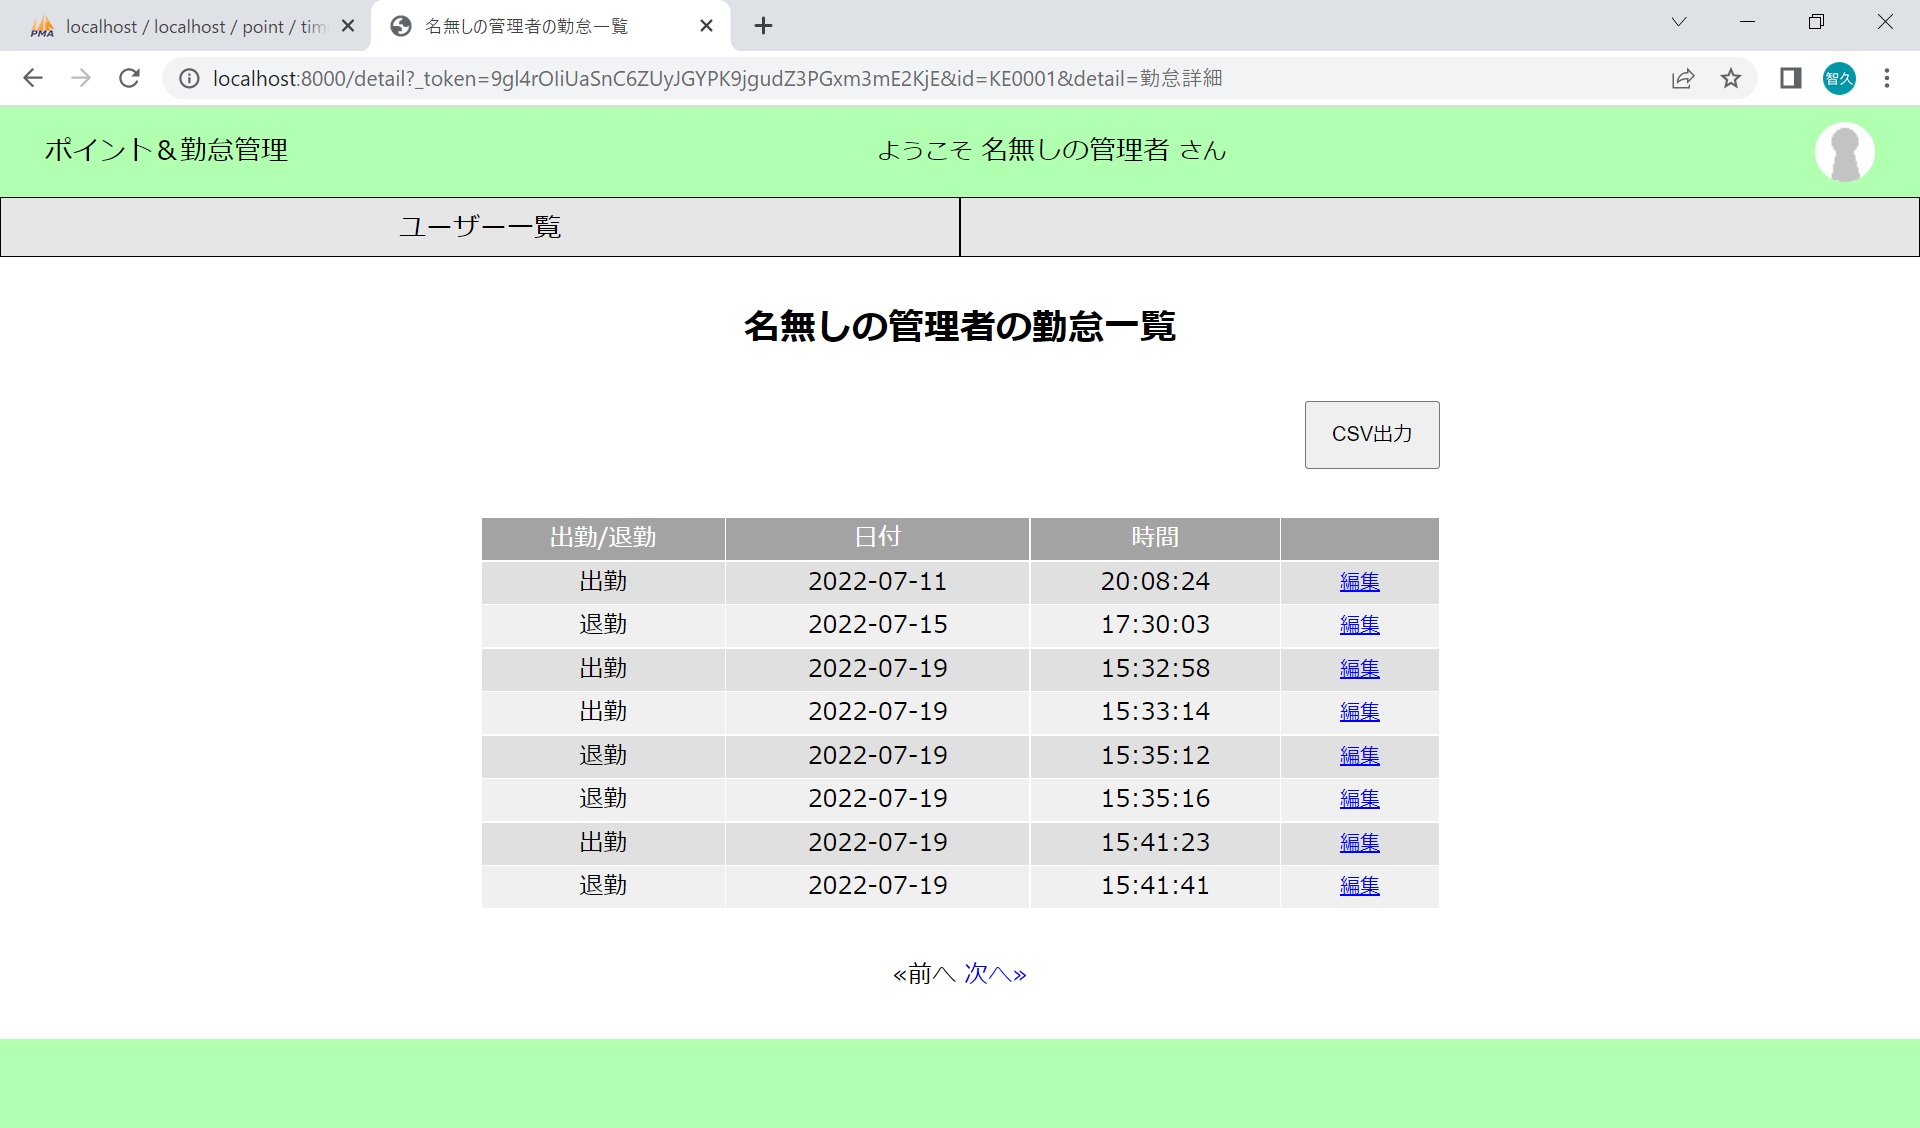 localhost / localhost / point / tim
名無しの管理者の勤怠一覧
localhost:8000/detail?_token=9gl4rOIiUaSnC6ZUyJGYPK9jgudZ3PGxm3mE2KjE&id=KE0001&detail=勤怠詳細
智久
ポイント&勤怠管理
ようこそ 名無しの管理者 さん
ユーザー一覧
名無しの管理者の勤怠一覧
CSV出力
出勤/退勤 日付 時間
出勤 2022-07-11 20:08:24 編集
退勤 2022-07-15 17:30:03 編集
出勤 2022-07-19 15:32:58 編集
出勤 2022-07-19 15:33:14 編集
退勤 2022-07-19 15:35:12 編集
退勤 2022-07-19 15:35:16 編集
出勤 2022-07-19 15:41:23 編集
退勤 2022-07-19 15:41:41 編集
«前へ 次へ»